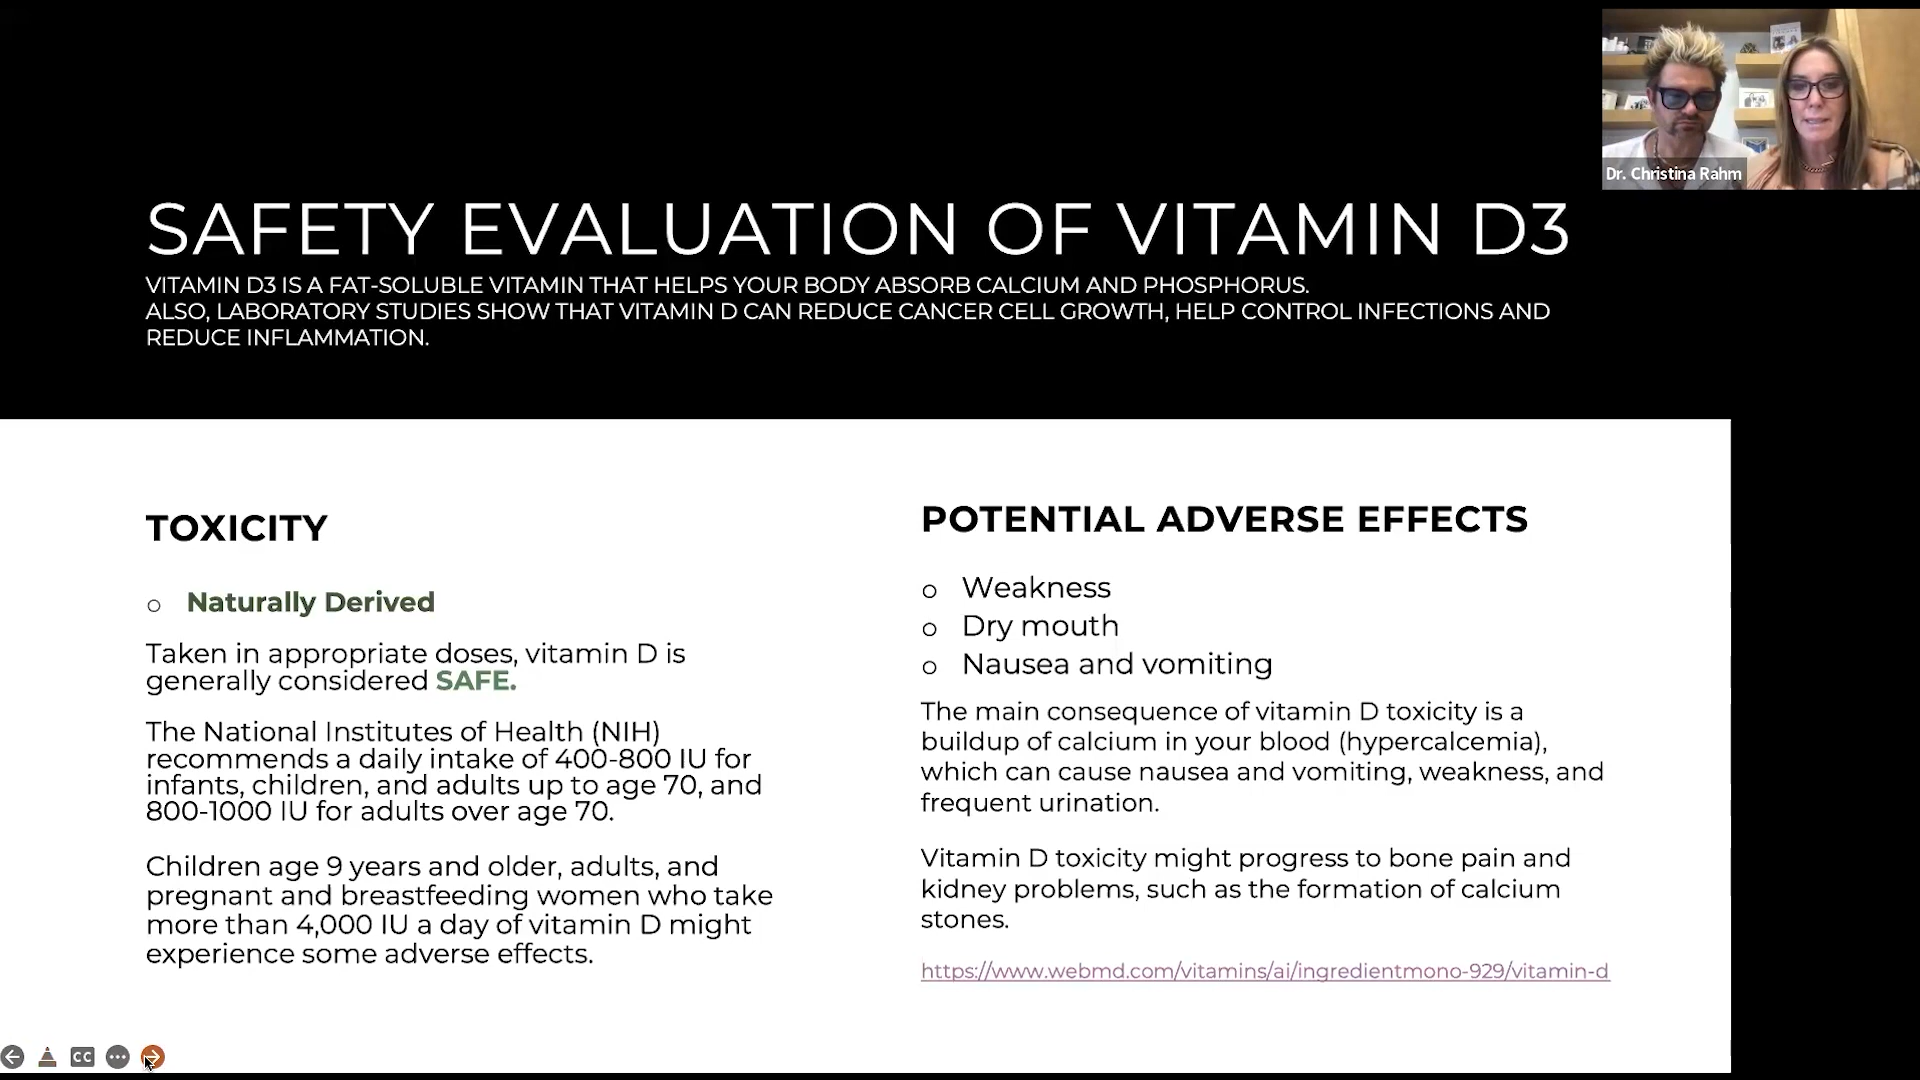 Dr. Christina Rahm
SAFETY EVALUATION OF VITAMIN D3
VITAMIN D3 IS A FAT-SOLUBLE VITAMIN THAT HELPS YOUR BODY ABSORB CALCIUM AND PHOSPHORUS.
ALSO, LABORATORY STUDIES SHOW THAT VITAMIN D CAN REDUCE CANCER CELL GROWTH, HELP CONTROL INFECTIONS AND
REDUCE INFLAMMATION.
TOXICITY
Naturally Derived
Taken in appropriate doses, vitamin D is
generally considered SAFE.
The National Institutes of Health (NIH)
recommends a daily intake of 400-800 IU for
infants, children, and adults up to age 70, and
800-1000 IU for adults over age 70.
Children age 9 years and older, adults, and
pregnant and breastfeeding women who take
more than 4,000 IU a day of vitamin D might
experience some adverse effects.
POTENTIAL ADVERSE EFFECTS
Weakness
Dry mouth
Nausea and vomiting
The main consequence of vitamin D toxicity is a
buildup of calcium in your blood (hypercalcemia),
which can cause nausea and vomiting, weakness, and
frequent urination.
Vitamin D toxicity might progress to bone pain and
kidney problems, such as the formation of calcium
stones.
https://www.webmd.com/vitamins/ai/ingredientmono-929/vitamin-d
CC